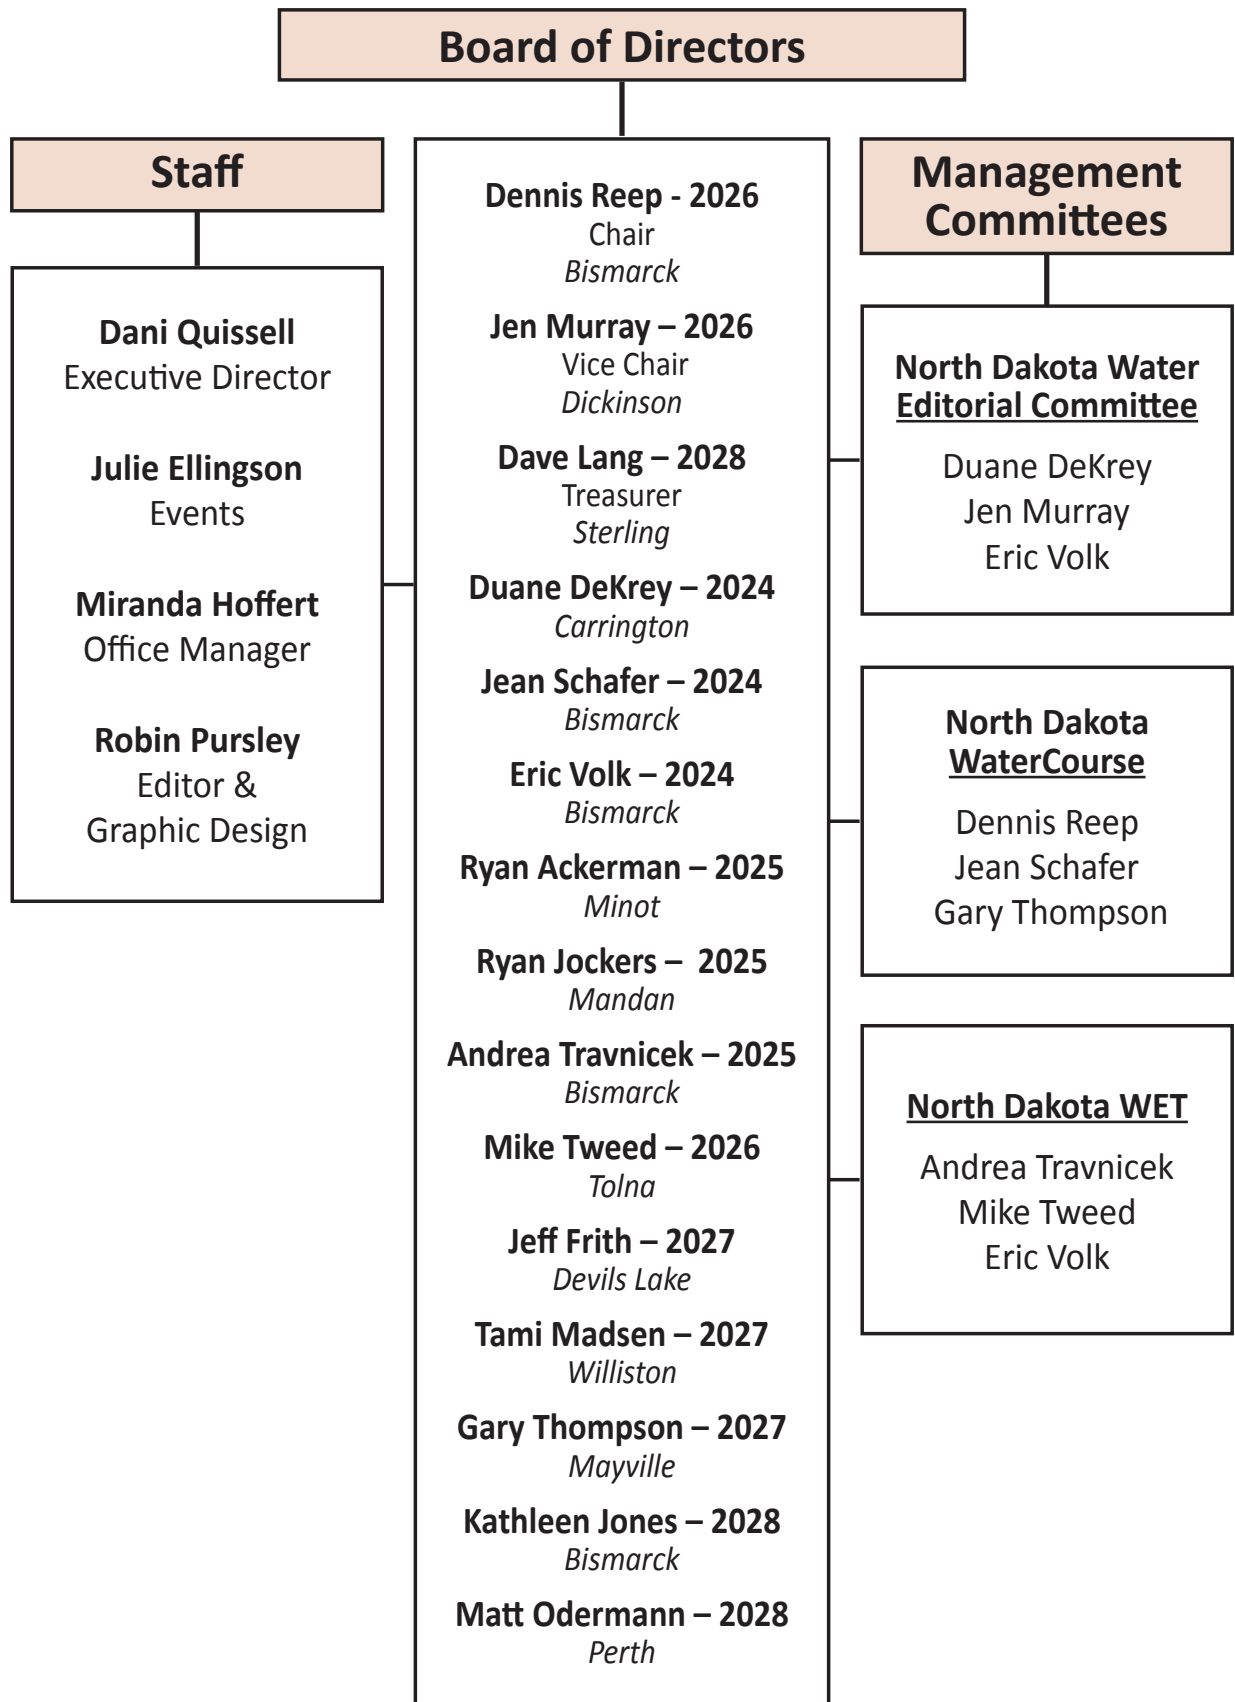 Board of Directors
Staff
Dani Quissell
Executive Director
Julie Ellingson
Events
Miranda Hoffert
Office Manager
Robin Pursley
Editor &
Graphic Design
Dennis Reep - 2026
Chair
Bismarck
Jen Murray – 2026
Vice Chair
Dickinson
Dave Lang – 2028
Treasurer
Sterling
Duane DeKrey – 2024
Carrington
Jean Schafer – 2024
Bismarck
Eric Volk – 2024
Bismarck
Ryan Ackerman – 2025
Minot
Ryan Jockers –  2025
Mandan
Andrea Travnicek – 2025
Bismarck
Mike Tweed – 2026
Tolna
Jeff Frith – 2027
Devils Lake
Tami Madsen – 2027
Williston
Gary Thompson – 2027
Mayville
Kathleen Jones – 2028
Bismarck
Matt Odermann – 2028
Perth
Management
Committees
North Dakota Water
Editorial Committee
Duane DeKrey
Jen Murray
Eric Volk
North Dakota
WaterCourse
Dennis Reep
Jean Schafer
Gary Thompson
North Dakota WET
Andrea Travnicek
Mike Tweed
Eric Volk